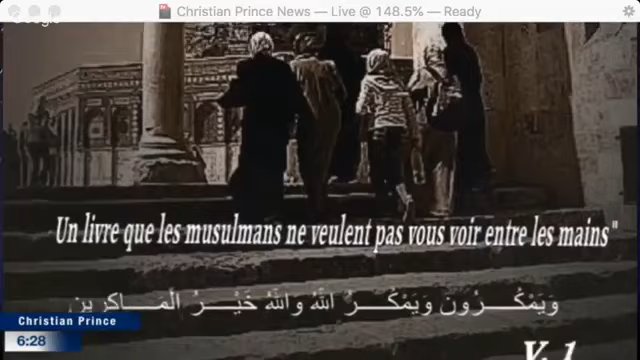 Christian Prince News — Live @ 148.5% — Ready
Google
Un livre que les musulmans ne veulent pas vous voir entre les mains"
وَيَمْكُرُون وَيَمْكُرُ اللهُ وَاللهُ خَيْرُ الْمَاكِرِين
Christian Prince
6:28